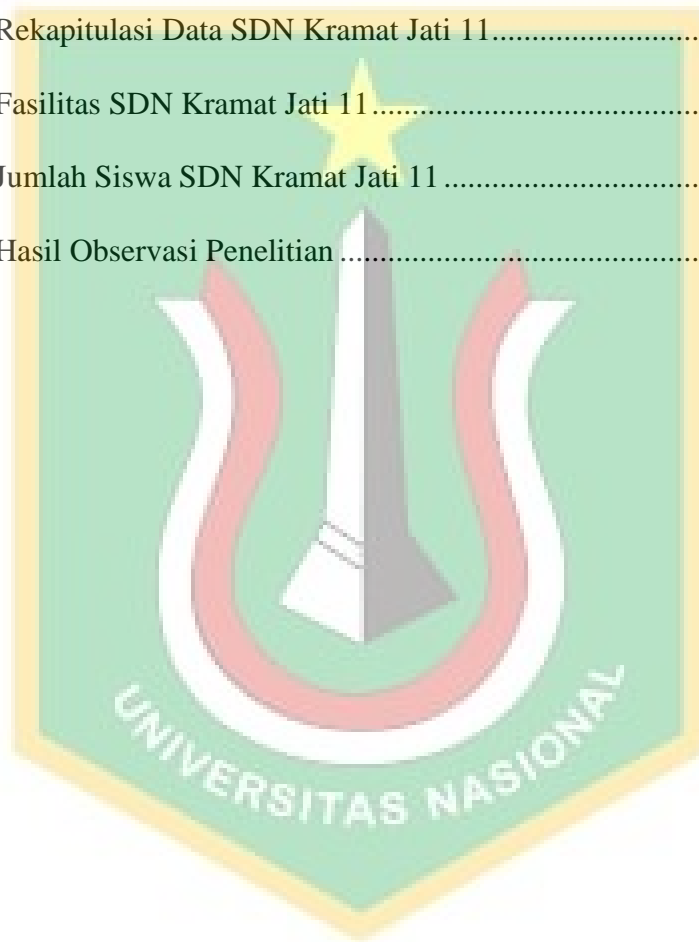 Rekapitulasi Data SDN Kramat Jati 11.........................
Fasilitas SDN Kramat Jati 11........................................
Jumlah Siswa SDN Kramat Jati 11...............................
Hasil Observasi Penelitian............................................
UNIVERSITAS NASIONAL